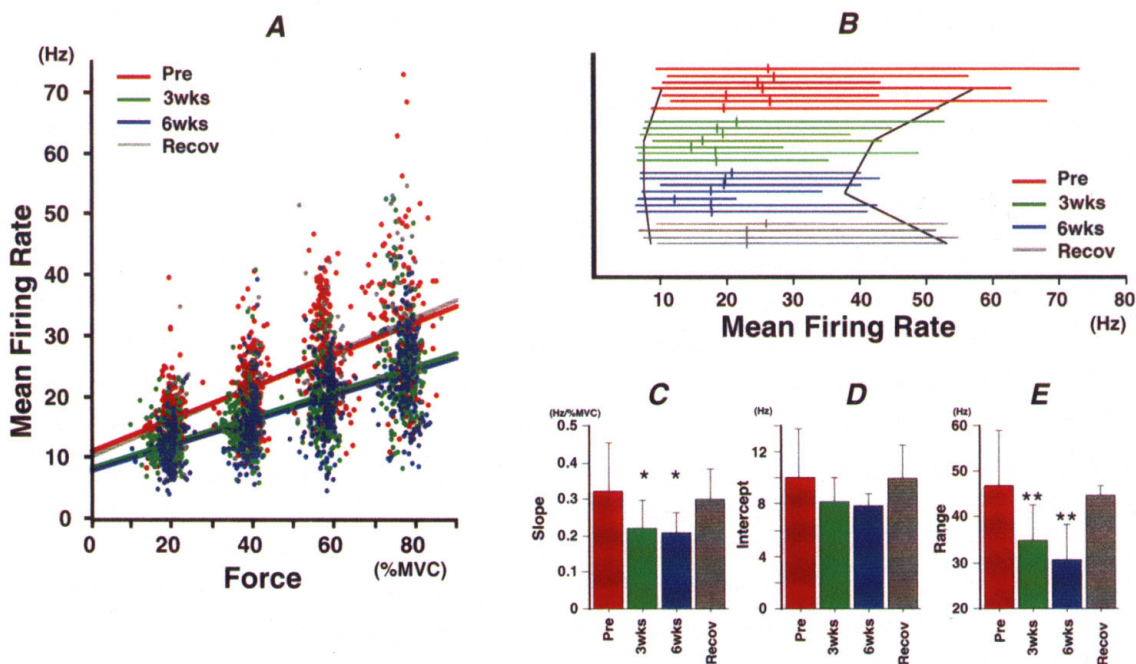 A
(Hz)
Pre
3wks
6wks
Recov
70
60
50
40
30
20
10
0
Mean Firing Rate
0 20 40 60 80
Force (%MVC)
B
Pre
3wks
6wks
Recov
10 20 30 40 50 60 70 80
Mean Firing Rate (Hz)
C
(Hz/%MVC)
0.5
0.4
0.3
0.2
0.1
0
Slope
* *
Pre 3wks 6wks Recov
D
(Hz)
12
8
4
0
Intercept
Pre 3wks 6wks Recov
E
(Hz)
60
50
40
30
20
Range
** **
Pre 3wks 6wks Recov